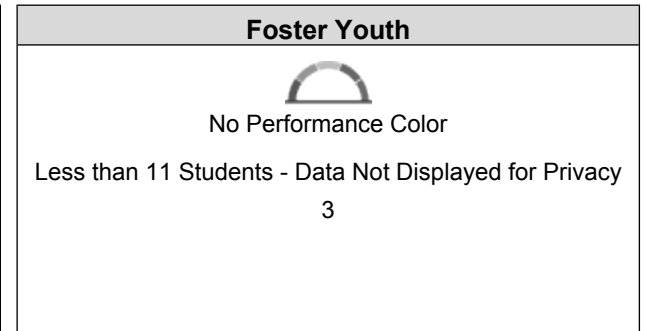 Foster Youth
No Performance Color
Less than 11 Students - Data Not Displayed for Privacy
3